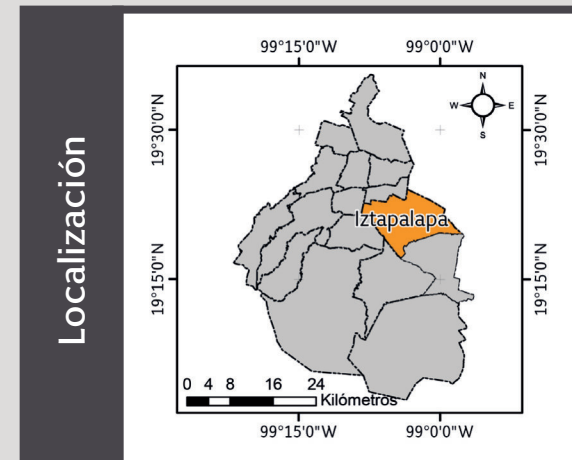 Localización
99°15'0"W 99°0'0"W
19°30'0"N 19°30'0"N
N
W E
S
Iztapalapa
19°15'0"N 19°15'0"N
0 4 8 16 24
Kilómetros
99°15'0"W 99°0'0"W